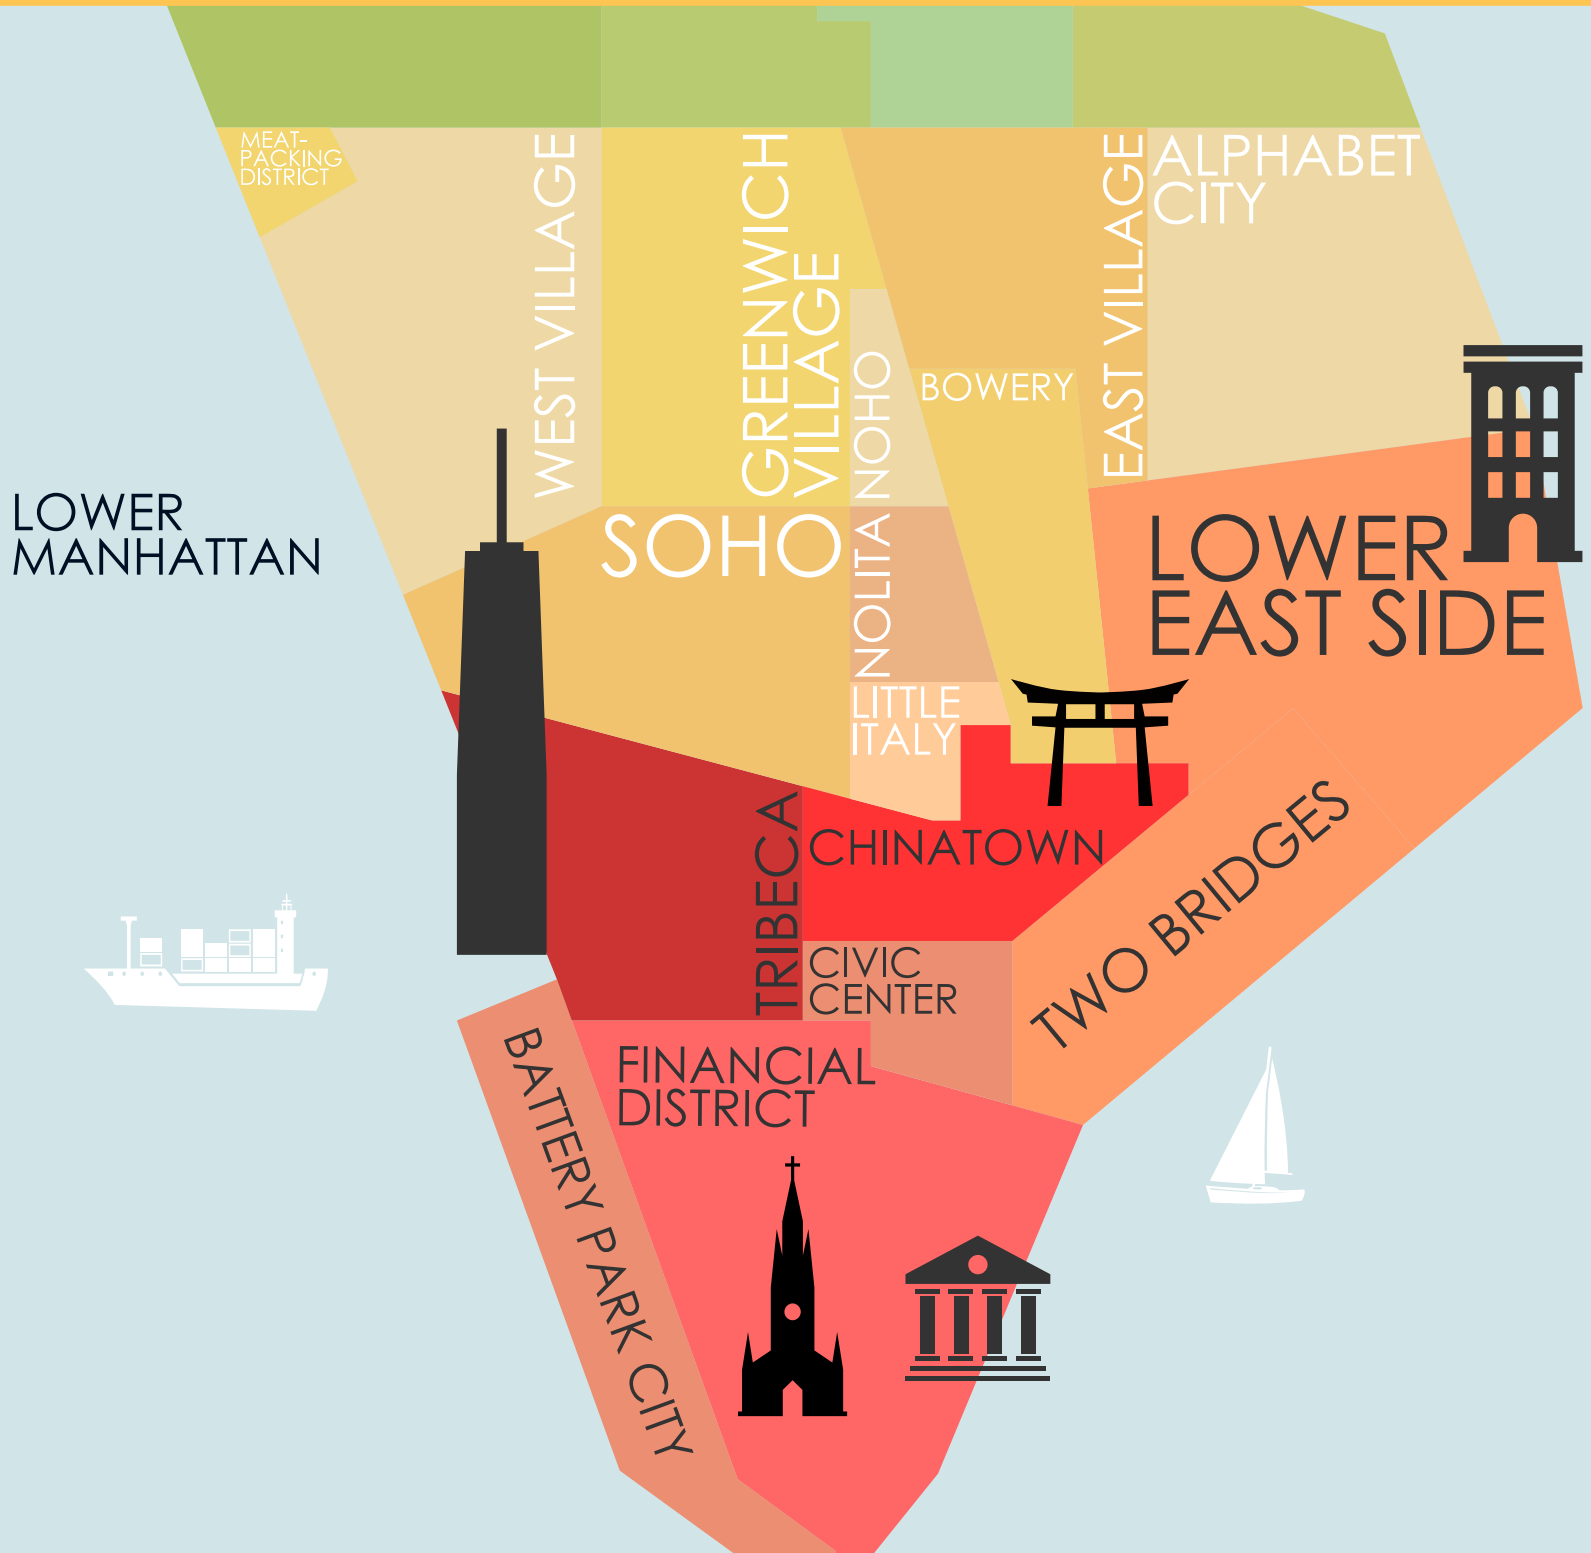 MEAT-
PACKING
DISTRICT
WEST VILLAGE
GREENWICH
VILLAGE
EAST VILLAGE
ALPHABET
CITY
NOHO
BOWERY
LOWER
MANHATTAN
SOHO
NOLITA
LOWER
EAST SIDE
LITTLE
ITALY
TRIBECA
CHINATOWN
TWO BRIDGES
CIVIC
CENTER
BATTERY PARK CITY
FINANCIAL
DISTRICT